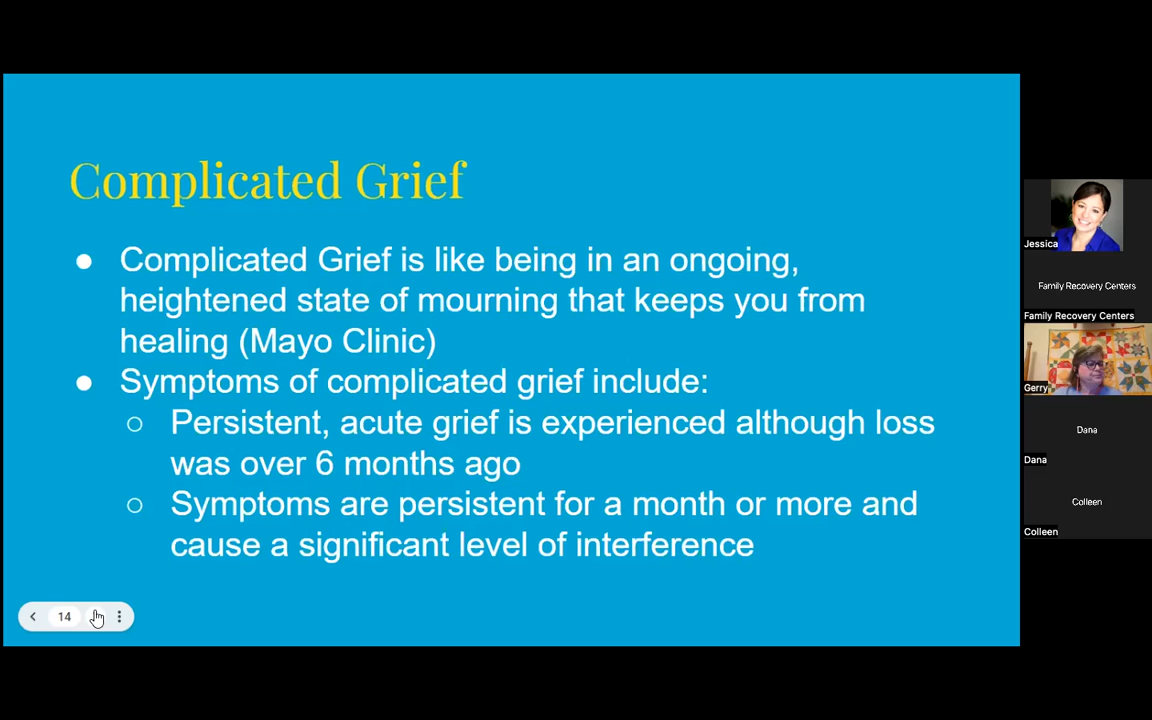 Complicated Grief
● Complicated Grief is like being in an ongoing,
heightened state of mourning that keeps you from
healing (Mayo Clinic)
● Symptoms of complicated grief include:
○ Persistent, acute grief is experienced although loss
was over 6 months ago
○ Symptoms are persistent for a month or more and
cause a significant level of interference
14
Jessica
Family Recovery Centers
Family Recovery Centers
Gerry
Dana
Dana
Colleen
Colleen